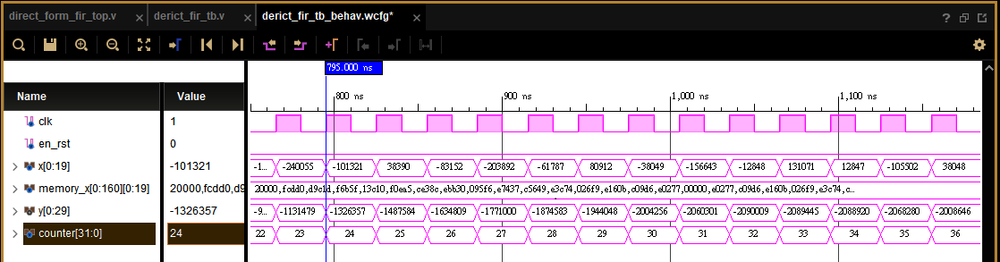 direct_form_fir_top.v × derict_fir_tb.v × derict_fir_tb_behav.wcfg* × ?
795.000 ns
800 ns 900 ns 1,000 ns 1,100 ns
Name Value
clk 1
en_rst 0
x[0:19] -101321 -1... -240055 -101321 38390 -83152 -203892 -61787 80912 -38049 -156643 -12848 131071 12847 -105502 38048
memory_x[0:160][0:19] 20000,fcdd0,d9 20000,fcdd0,d9c1d,f6b5f,13c10,f0ea5,ce38c,ebb30,095f6,e7437,c5649,e3c74,026f9,e160b,c09d6,e0277,00000,e0277,c09d6,e160b,026f9,e3c74,c...
y[0:29] -1326357 -9... -1131479 -1326357 -1487584 -1634809 -1771000 -1874583 -1944048 -2004256 -2060301 -2090009 -2089445 -2088920 -2068280 -2008646
counter[31:0] 24 22 23 24 25 26 27 28 29 30 31 32 33 34 35 36